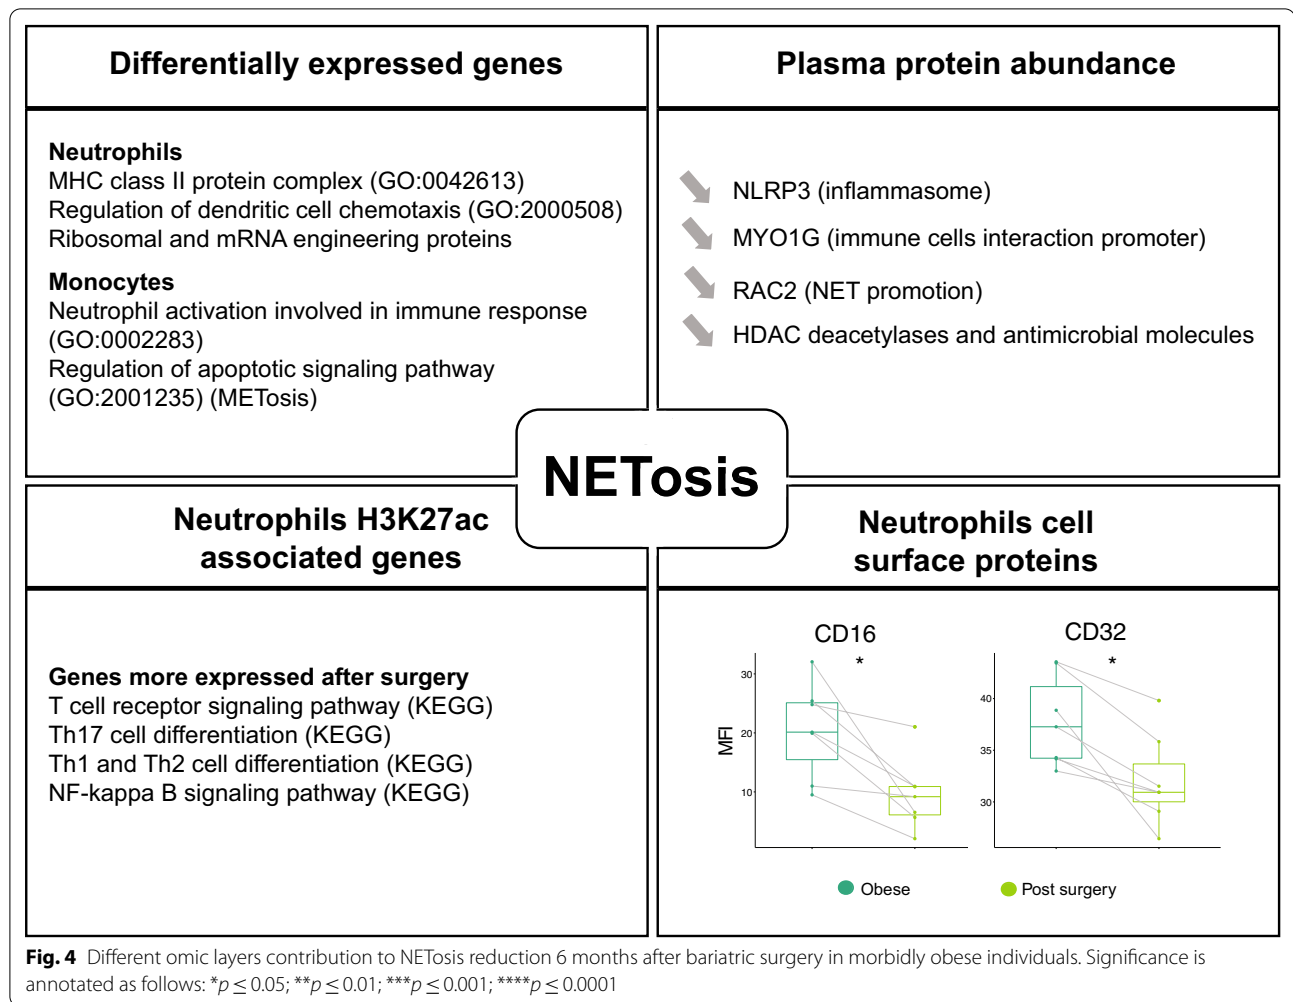 Differentially expressed genes
Neutrophils
MHC class II protein complex (GO:0042613)
Regulation of dendritic cell chemotaxis (GO:2000508)
Ribosomal and mRNA engineering proteins
Monocytes
Neutrophil activation involved in immune response
(GO:0002283)
Regulation of apoptotic signaling pathway
(GO:2001235) (METosis)
Plasma protein abundance
NLRP3 (inflammasome)
MYO1G (immune cells interaction promoter)
RAC2 (NET promotion)
HDAC deacetylases and antimicrobial molecules
NETosis
Neutrophils H3K27ac
associated genes
Genes more expressed after surgery
T cell receptor signaling pathway (KEGG)
Th17 cell differentiation (KEGG)
Th1 and Th2 cell differentiation (KEGG)
NF-kappa B signaling pathway (KEGG)
Neutrophils cell
surface proteins
CD16
*
30
20
10
MFI
CD32
*
40
35
30
Obese
Post surgery
Fig. 4 Different omic layers contribution to NETosis reduction 6 months after bariatric surgery in morbidly obese individuals. Significance is
annotated as follows: *p ≤ 0.05; **p ≤ 0.01; ***p ≤ 0.001; ****p ≤ 0.0001